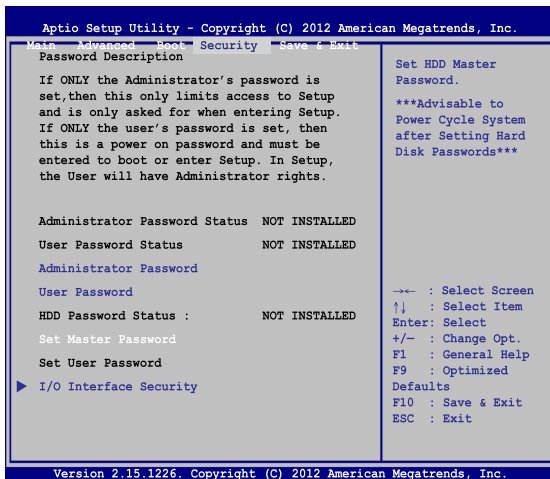 Aptio Setup Utility - Copyright (C) 2012 American Megatrends, Inc.
Main Advanced Boot Security Save & Exit
Password Description
If ONLY the Administrator's password is
set,then this only limits access to Setup
and is only asked for when entering Setup.
If ONLY the user's password is set, then
this is a power on password and must be
entered to boot or enter Setup. In Setup,
the User will have Administrator rights.
Administrator Password Status NOT INSTALLED
User Password Status NOT INSTALLED
Administrator Password
User Password
HDD Password Status : NOT INSTALLED
Set Master Password
Set User Password
I/O Interface Security
Set HDD Master
Password.
***Advisable to
Power Cycle System
after Setting Hard
Disk Passwords***
→← : Select Screen
↑↓ : Select Item
Enter: Select
+/— : Change Opt.
F1 : General Help
F9 : Optimized
Defaults
F10 : Save & Exit
ESC : Exit
Version 2.15.1226. Copyright (C) 2012 American Megatrends, Inc.